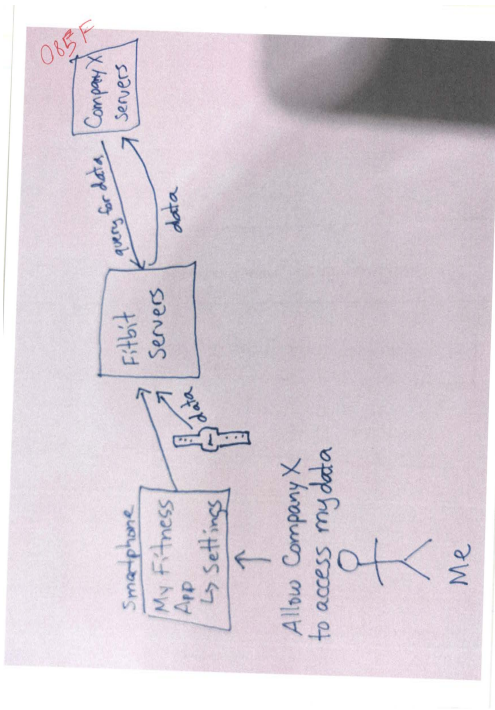 085F
smartphone
My Fitness
App
↳ Settings
Allow Company X
to access my data
Me
data
Fitbit
Servers
query for data
data
Company X
Servers